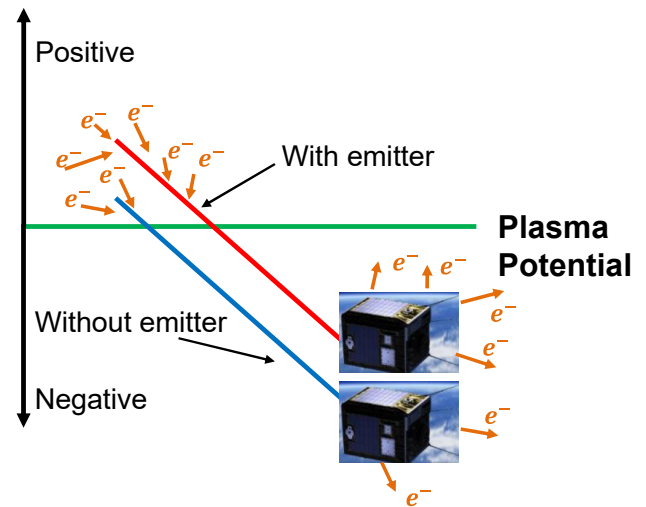 Positive
e⁻
e⁻
e⁻
e⁻
e⁻
With emitter
e⁻
e⁻
Plasma
Potential
e⁻
e⁻
e⁻
Without emitter
e⁻
Negative
e⁻
e⁻